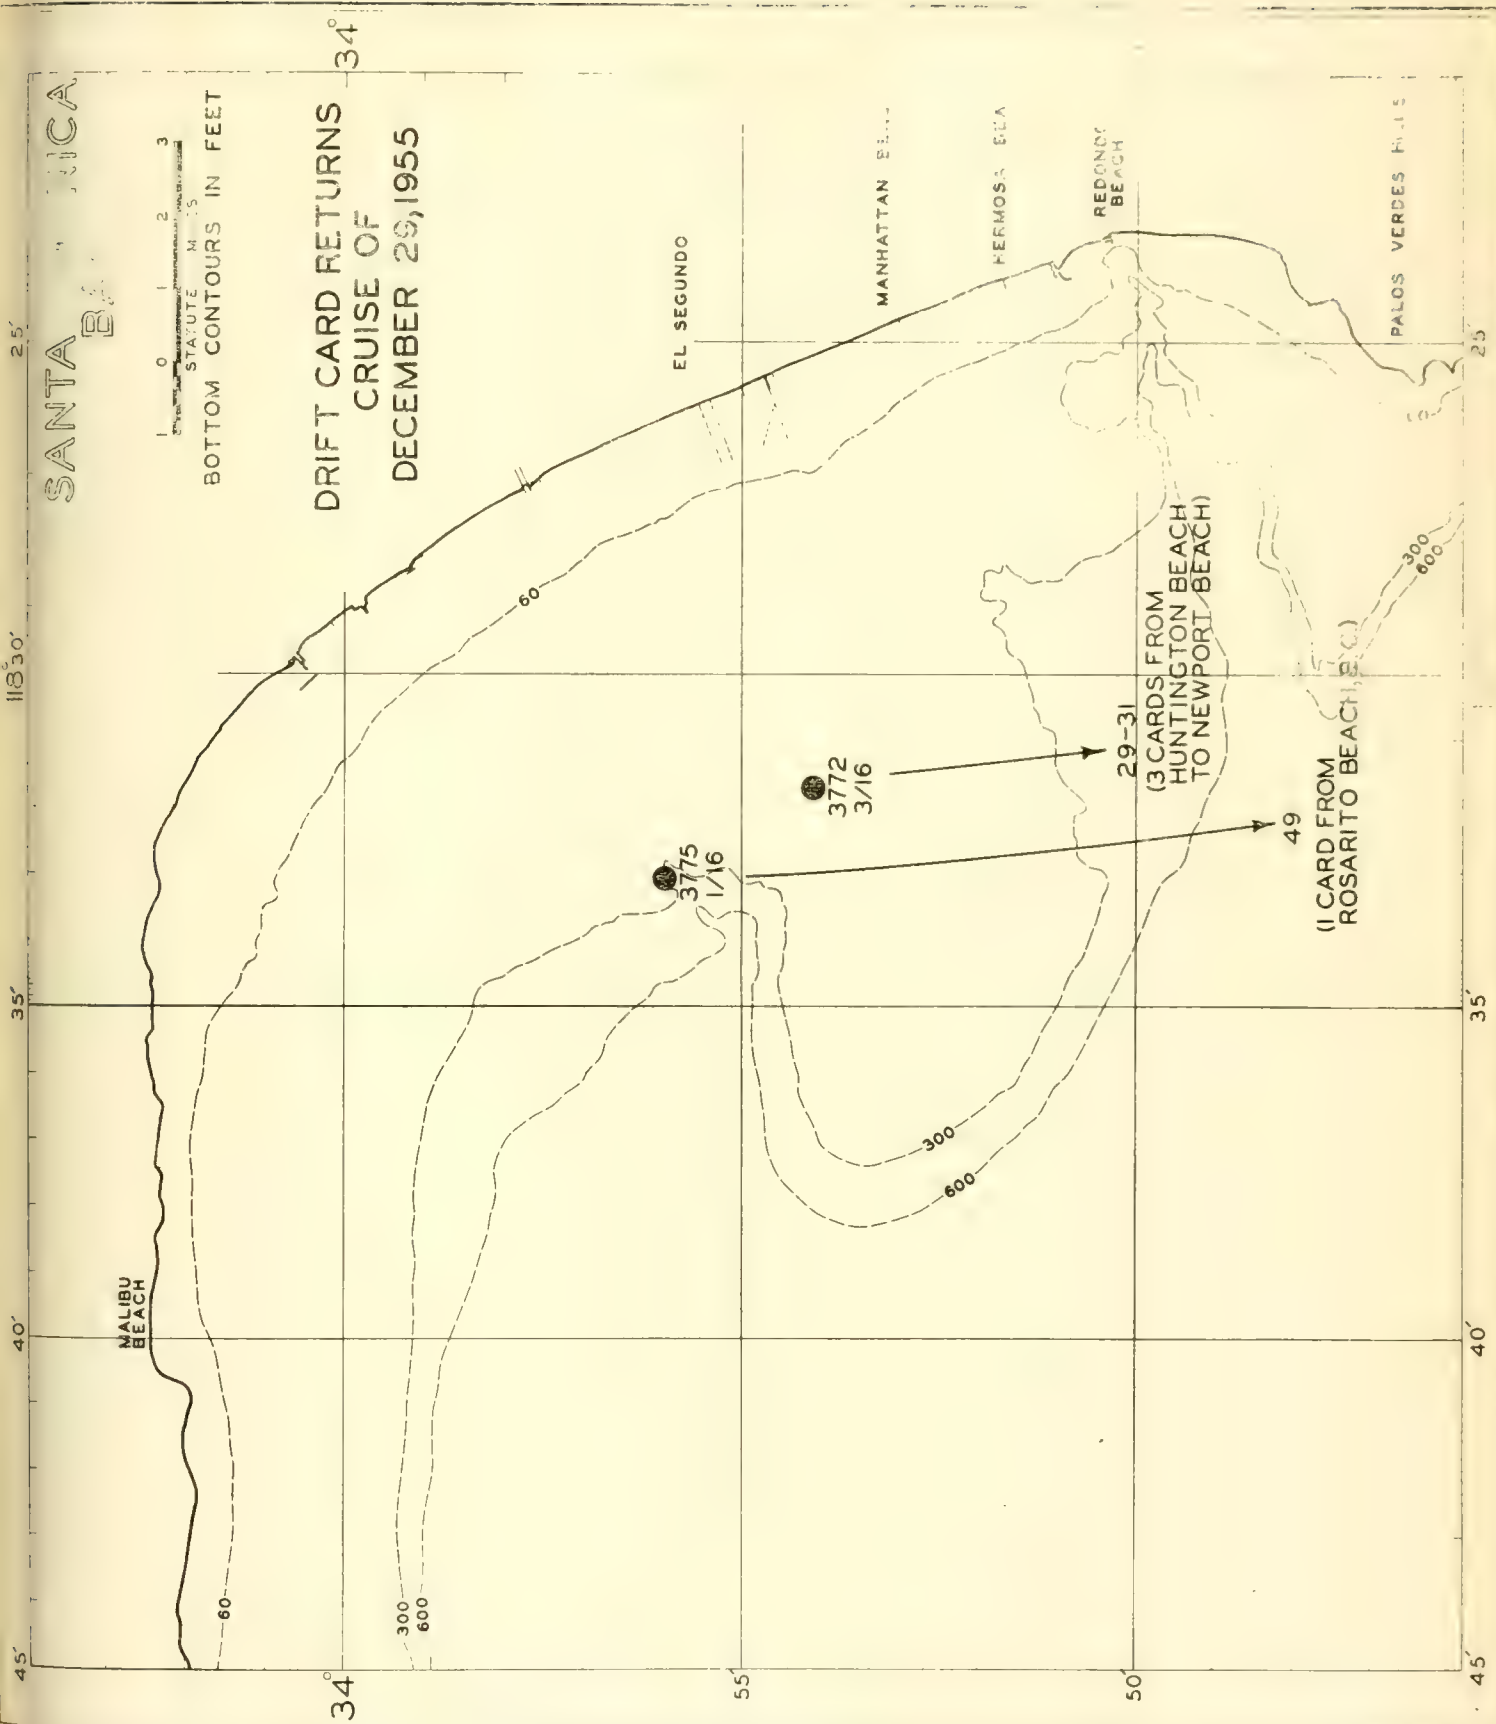 SANTA
STATUTE
BOTTOM CONTOURS IN FEET
1 0 1 2 3
DRIFT CARD RETURNS
CRUISE OF
DECEMBER 29,1955
MALIBU
BEACH
EL SEGUNDO
MANHATTAN
HERMOSA
BEACH
PALOS VERDES
45´
40´
35´
118°30´
25´
34°
34°
55´
50´
45´
40´
35´
25´
60
60
300
600
300
600
300
600
3775
1/16
3772
3/16
29-31
(3 CARDS FROM
HUNTINGTON BEACH
TO NEWPORT BEACH)
49
(1 CARD FROM
ROSARITO BEACH,